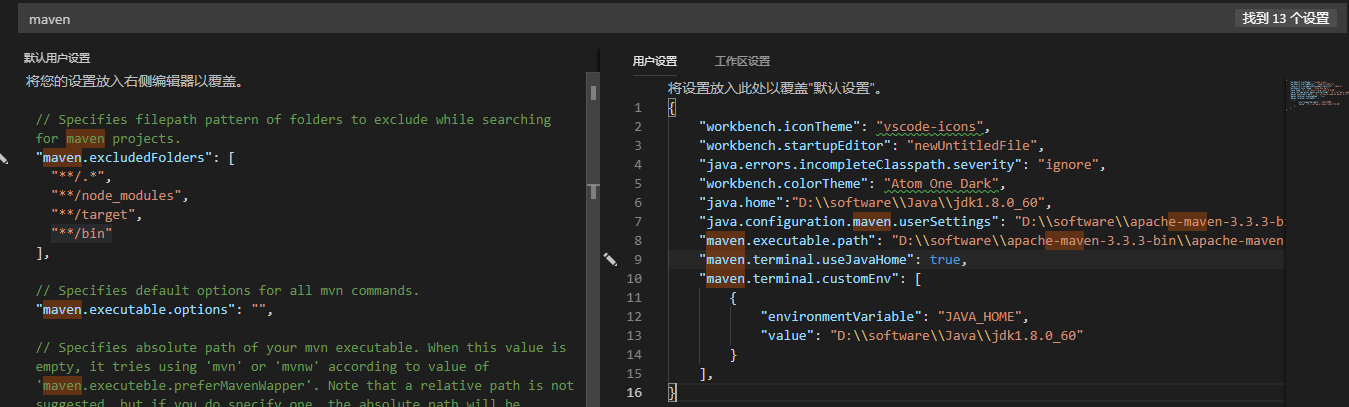 maven
找到 13 个设置
默认用户设置
将您的设置放入右侧编辑器以覆盖。
// Specifies filepath pattern of folders to exclude while searching
for maven projects.
"maven.excludedFolders": [
"**/.*",
"**/node_modules",
"**/target",
"**/bin"
],
// Specifies default options for all mvn commands.
"maven.executable.options": "",
// Specifies absolute path of your mvn executable. When this value is
empty, it tries using 'mvn' or 'mvnw' according to value of
'maven.executeble.preferMavenWapper'. Note that a relative path is not
suggested, but if you do specify one, the absolute path will be
用户设置
工作区设置
将设置放入此处以覆盖"默认设置"。
1 {
2 "workbench.iconTheme": "vscode-icons",
3 "workbench.startupEditor": "newUntitledFile",
4 "java.errors.incompleteClasspath.severity": "ignore",
5 "workbench.colorTheme": "Atom One Dark",
6 "java.home":"D:\\software\\Java\\jdk1.8.0_60",
7 "java.configuration.maven.userSettings": "D:\\software\\apache-maven-3.3.3-bi
8 "maven.executable.path": "D:\\software\\apache-maven-3.3.3-bin\\apache-maven-
9 "maven.terminal.useJavaHome": true,
10 "maven.terminal.customEnv": [
11 {
12 "environmentVariable": "JAVA_HOME",
13 "value": "D:\\software\\Java\\jdk1.8.0_60"
14 }
15 ],
16 }